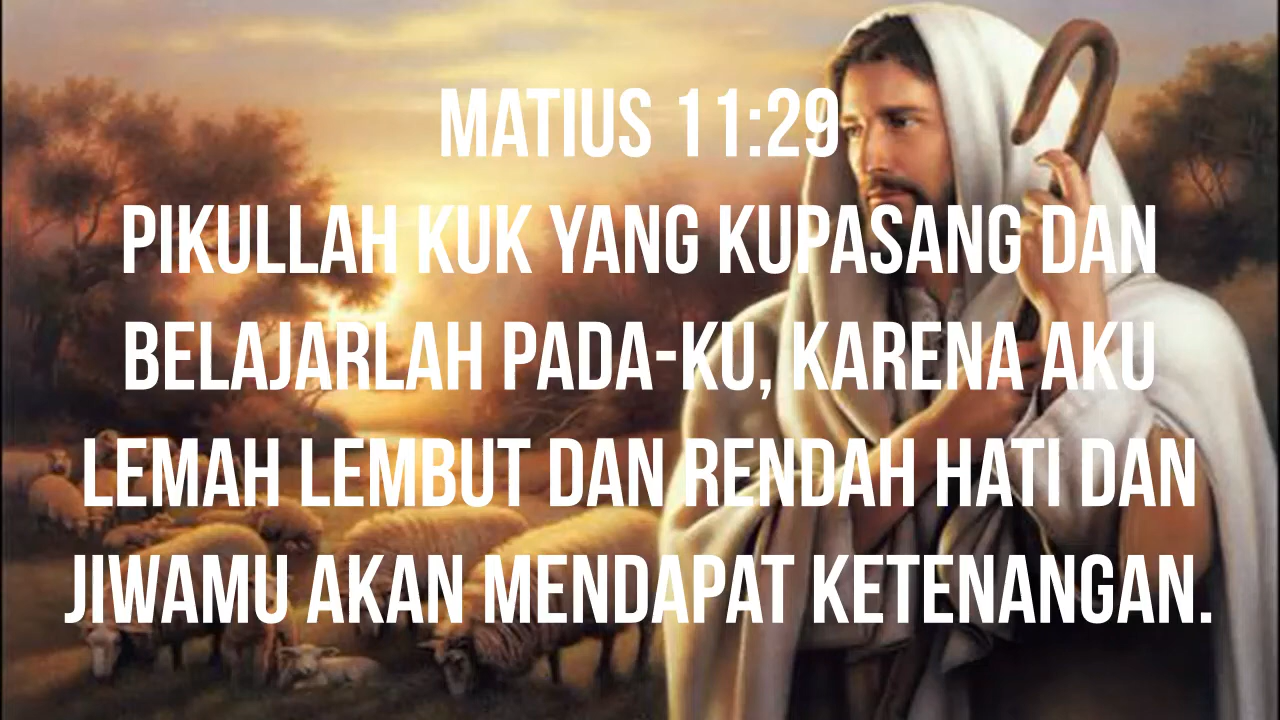 MATIUS 11:29
PIKULLAH KUK YANG KUPASANG DAN
BELAJARLAH PADA-KU, KARENA AKU
LEMAH LEMBUT DAN RENDAH HATI DAN
JIWAMU AKAN MENDAPAT KETENANGAN.